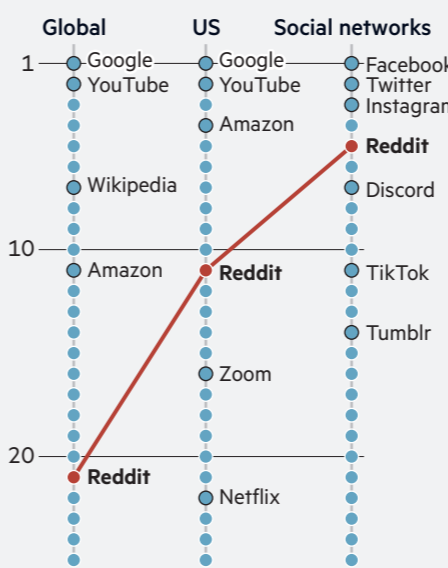 Global US Social networks
1 Google Google Facebook
YouTube YouTube Twitter
Instagram
Amazon
Reddit
Wikipedia Discord
10
Amazon Reddit TikTok
Tumblr
Zoom
20
Reddit
Netflix